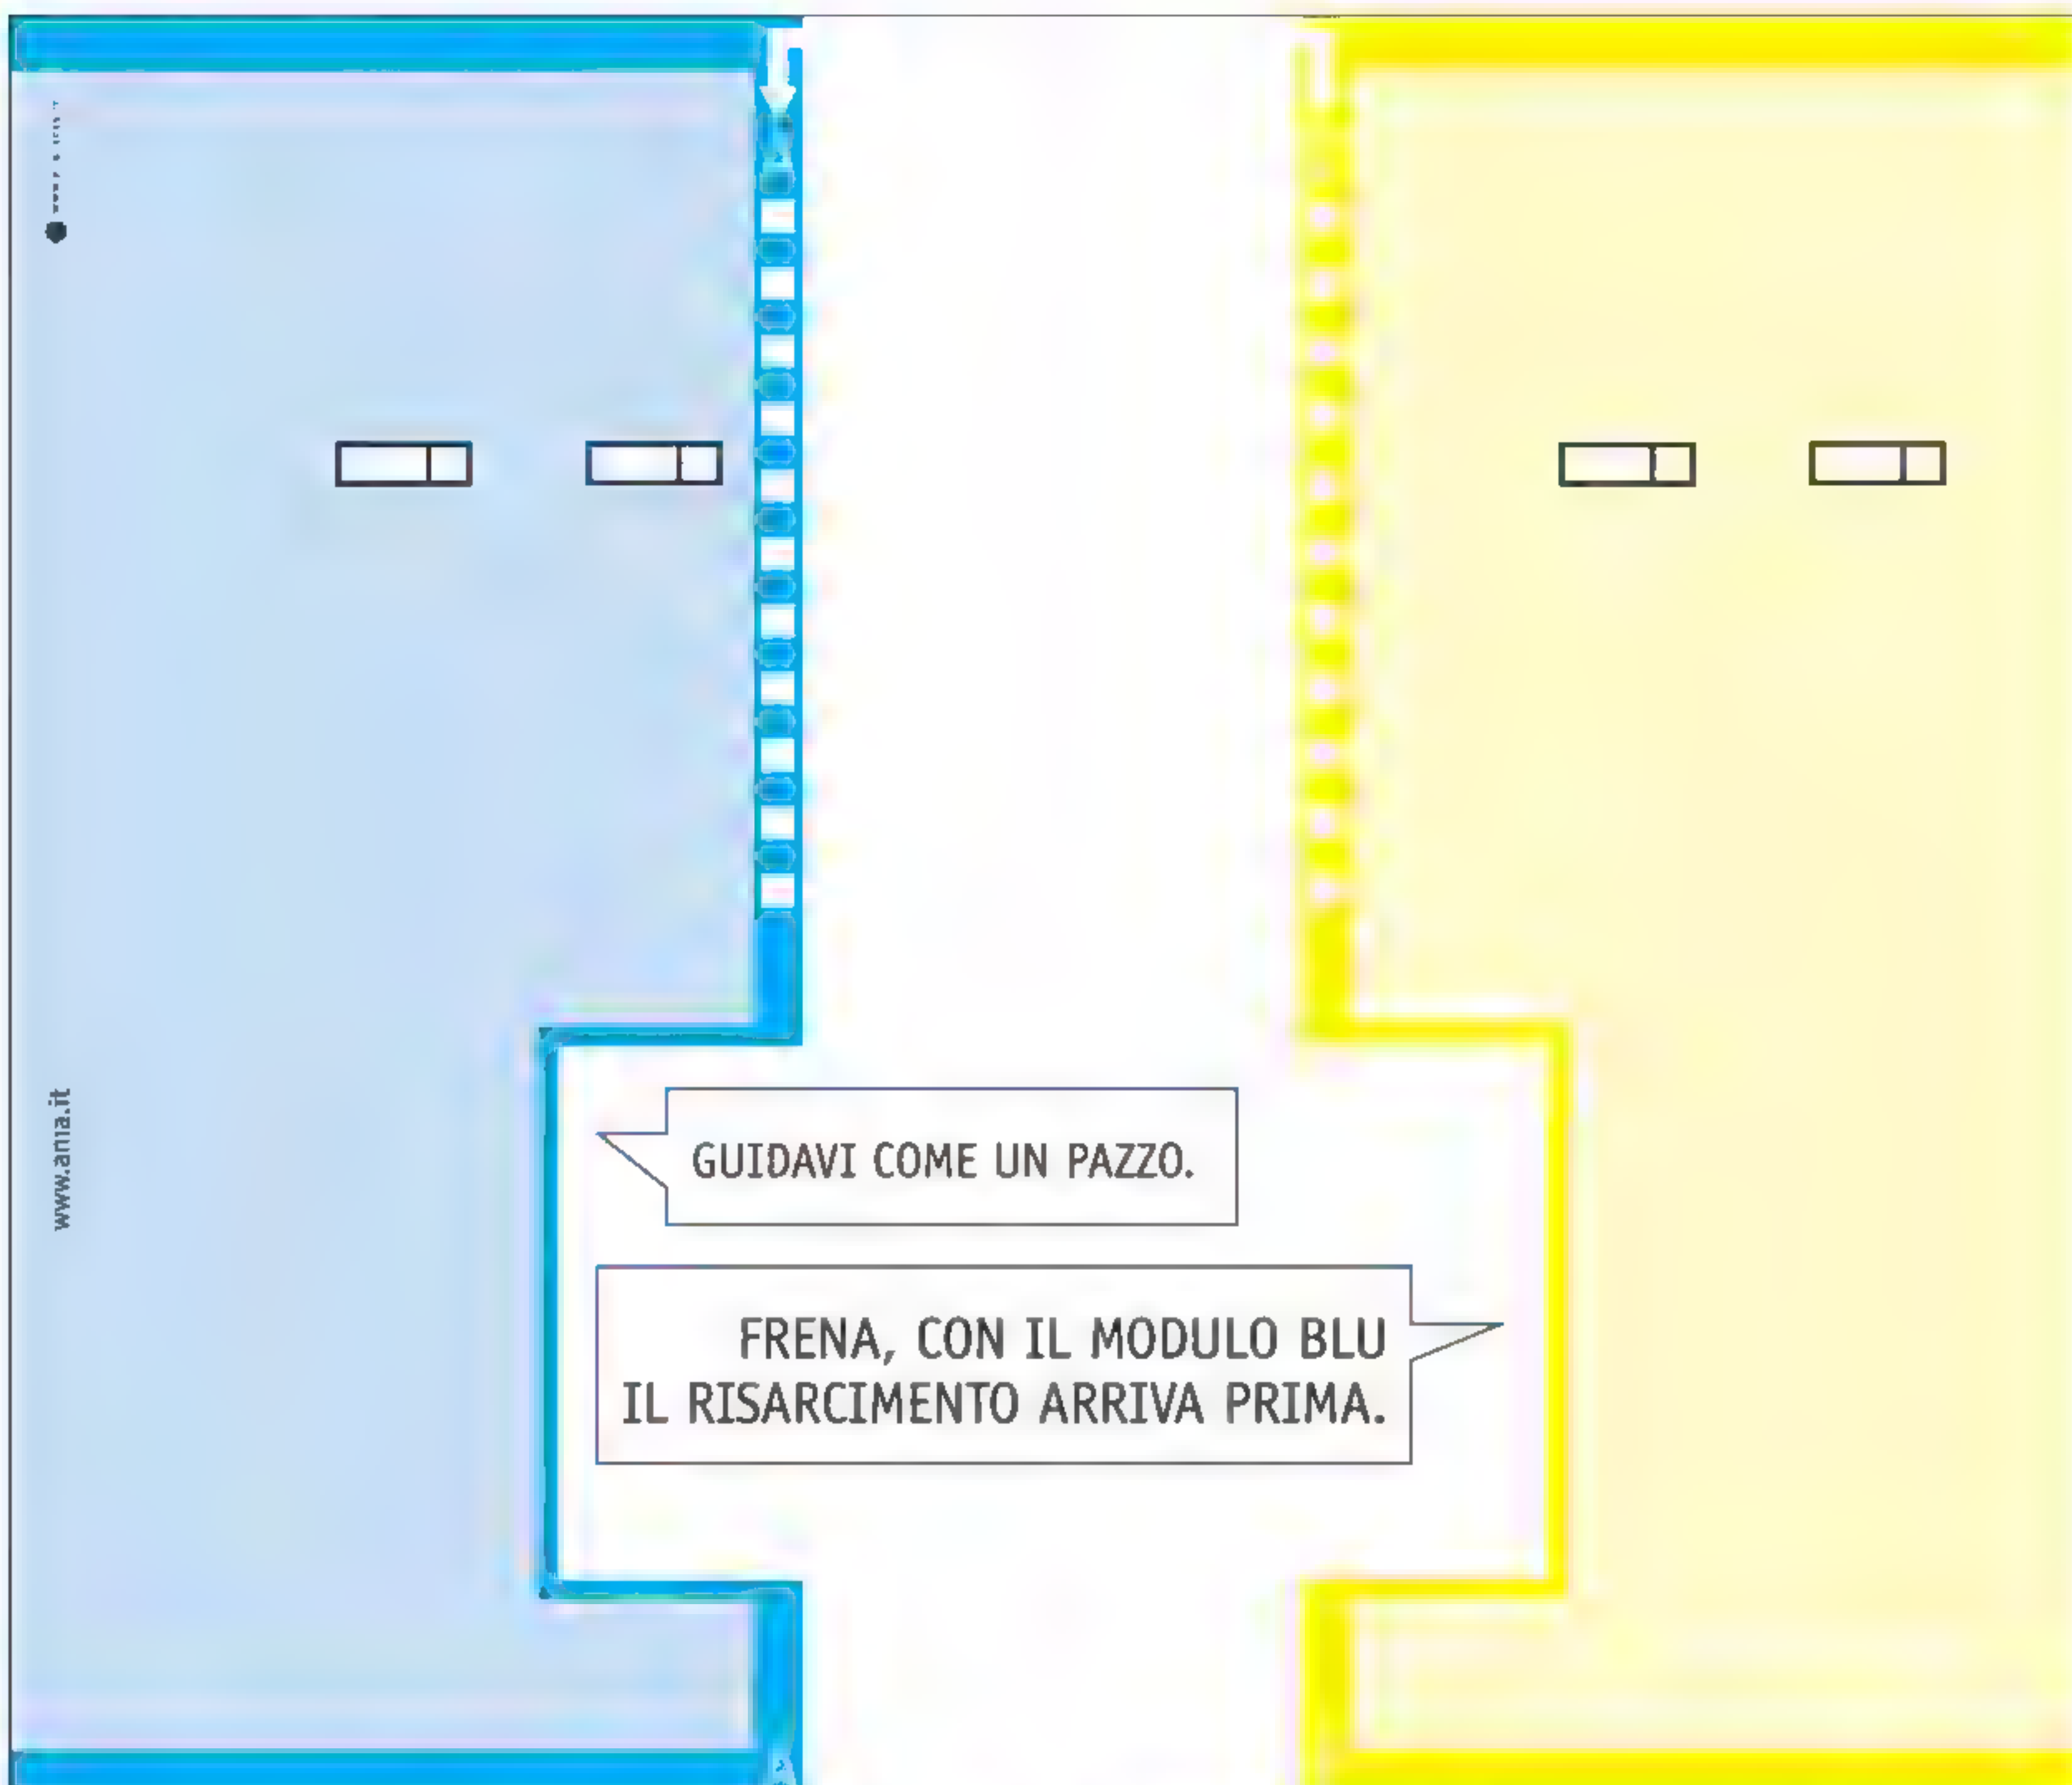 GUIDAVI COME UN PAZZO.
FRENA, CON IL MODULO BLU
IL RISARCIMENTO ARRIVA PRIMA.
www.ania.it